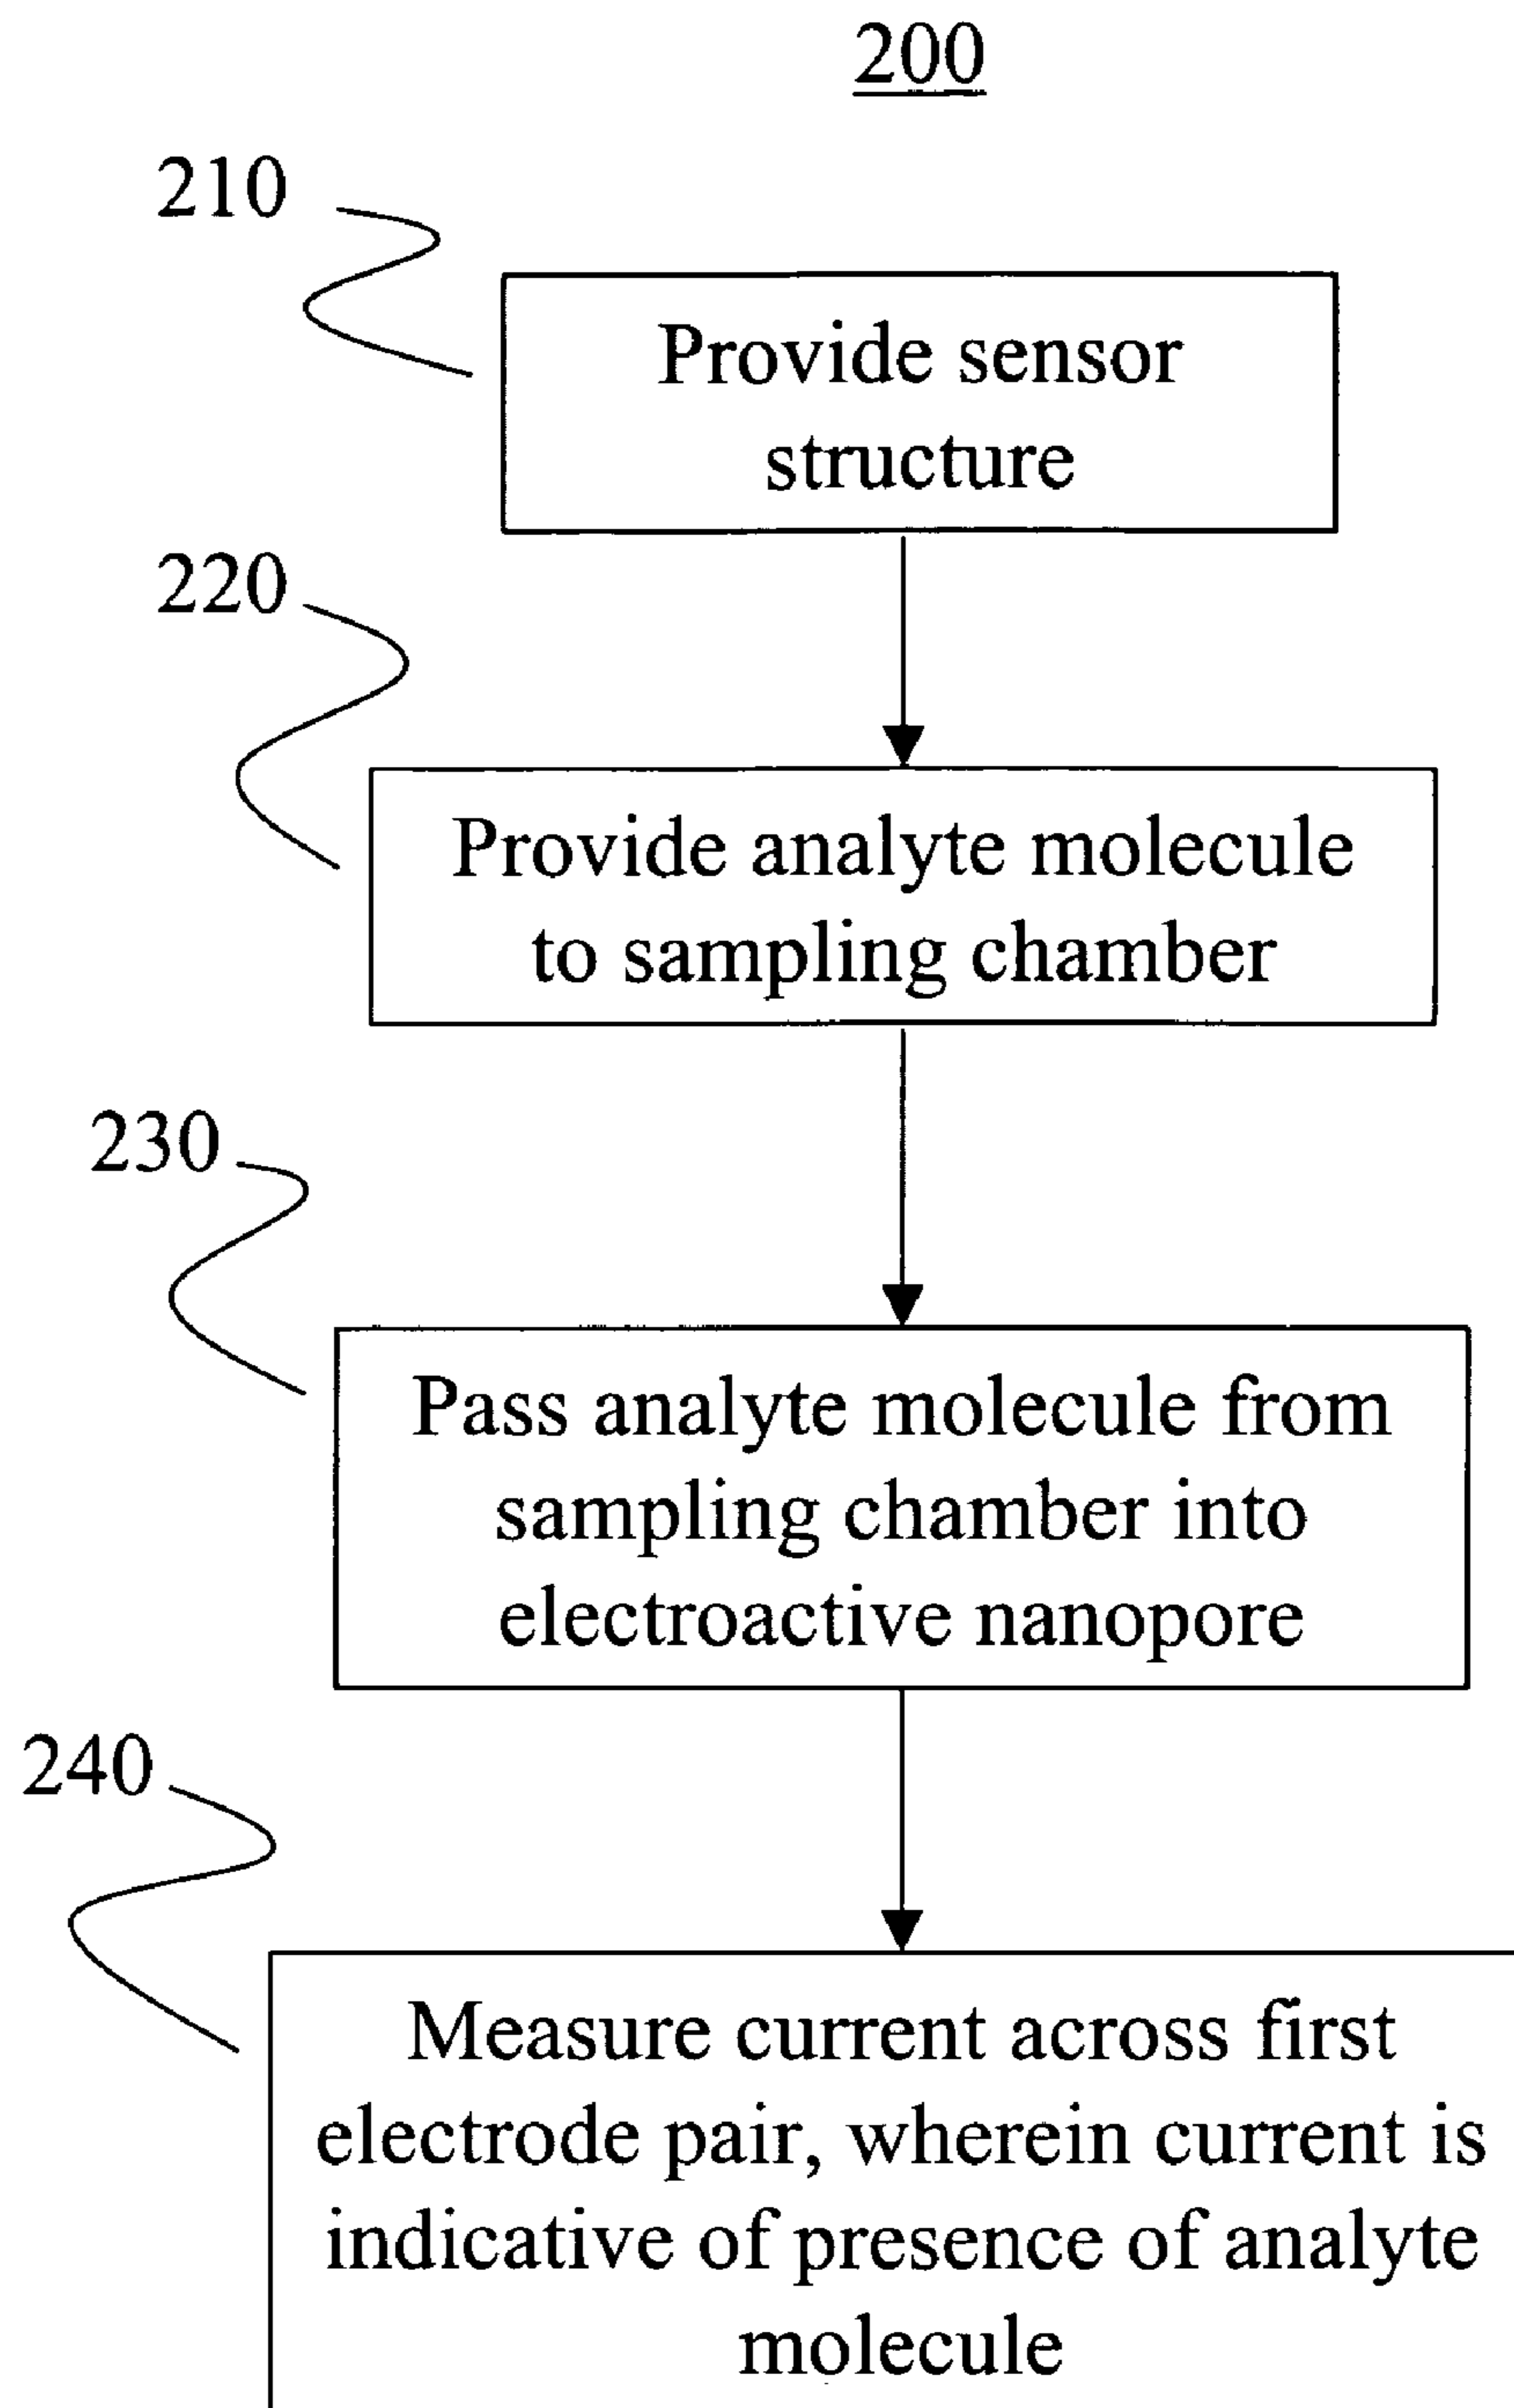 200
210
Provide sensor
structure
220
Provide analyte molecule
to sampling chamber
230
Pass analyte molecule from
sampling chamber into
electroactive nanopore
240
Measure current across first
electrode pair, wherein current is
indicative of presence of analyte
molecule